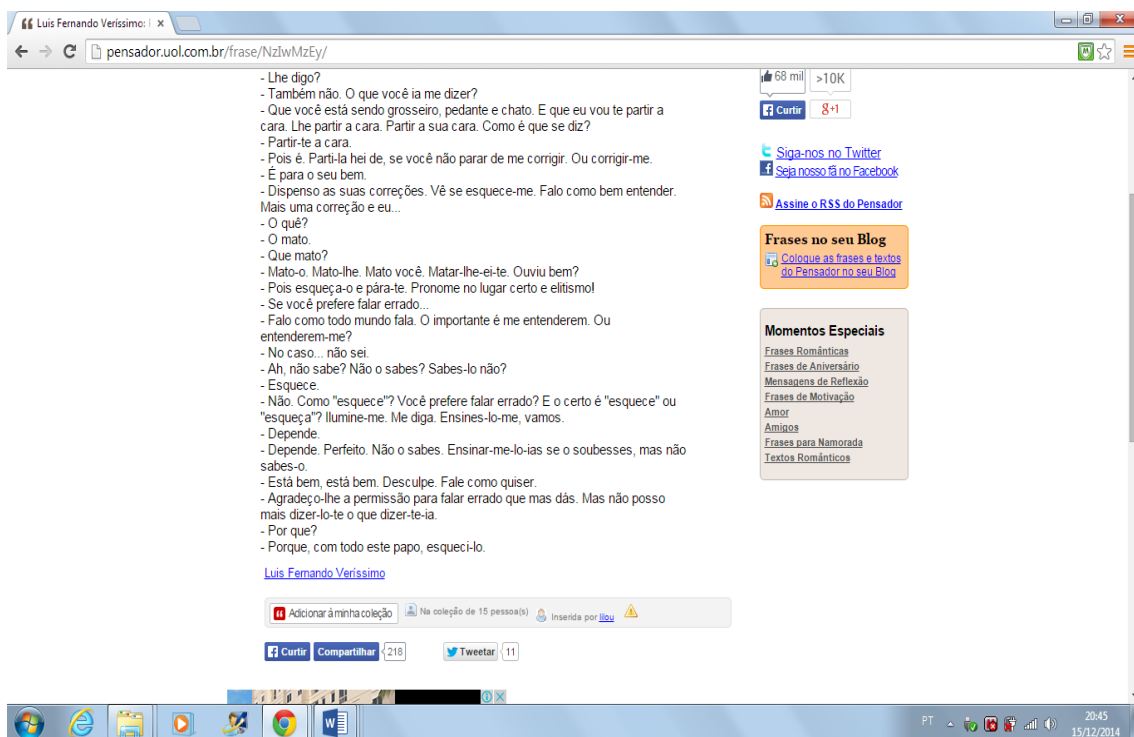 Luis Fernando Veríssimo: I
pensador.uol.com.br/frase/NzIwMzEy/
- Lhe digo?
- Também não. O que você ia me dizer?
- Que você está sendo grosseiro, pedante e chato. E que eu vou te partir a
cara. Lhe partir a cara. Partir a sua cara. Como é que se diz?
- Partir-te a cara.
- Pois é. Parti-la hei de, se você não parar de me corrigir. Ou corrigir-me.
- É para o seu bem.
- Dispenso as suas correções. Vê se esquece-me. Falo como bem entender.
Mais uma correção e eu...
- O quê?
- O mato.
- Que mato?
- Mato-o. Mato-lhe. Mato você. Matar-lhe-ei-te. Ouviu bem?
- Pois esqueça-o e pára-te. Pronome no lugar certo e elitismo!
- Se você prefere falar errado...
- Falo como todo mundo fala. O importante é me entenderem. Ou
entenderem-me?
- No caso... não sei.
- Ah, não sabe? Não o sabes? Sabes-lo não?
- Esquece.
- Não. Como "esquece"? Você prefere falar errado? E o certo é "esquece" ou
"esqueça"? Ilumine-me. Me diga. Ensines-lo-me, vamos.
- Depende.
- Depende. Perfeito. Não o sabes. Ensinar-me-lo-ias se o soubesses, mas não
sabes-o.
- Está bem, está bem. Desculpe. Fale como quiser.
- Agradeço-lhe a permissão para falar errado que mas dás. Mas não posso
mais dizer-lo-te o que dizer-te-ia.
- Por que?
- Porque, com todo este papo, esqueci-lo.
Luis Fernando Veríssimo
Adicionar à minha coleção Na coleção de 15 pessoa(s) Inserida por lilou
Curtir Compartilhar 218 Tweetar 11
68 mil >10K
Curtir g+1
Siga-nos no Twitter
Seja nosso fã no Facebook
Assine o RSS do Pensador
Frases no seu Blog
Coloque as frases e textos
do Pensador no seu Blog
Momentos Especiais
Frases Românticas
Frases de Aniversário
Mensagens de Reflexão
Frases de Motivação
Amor
Amigos
Frases para Namorada
Textos Românticos
PT
20:45
15/12/2014